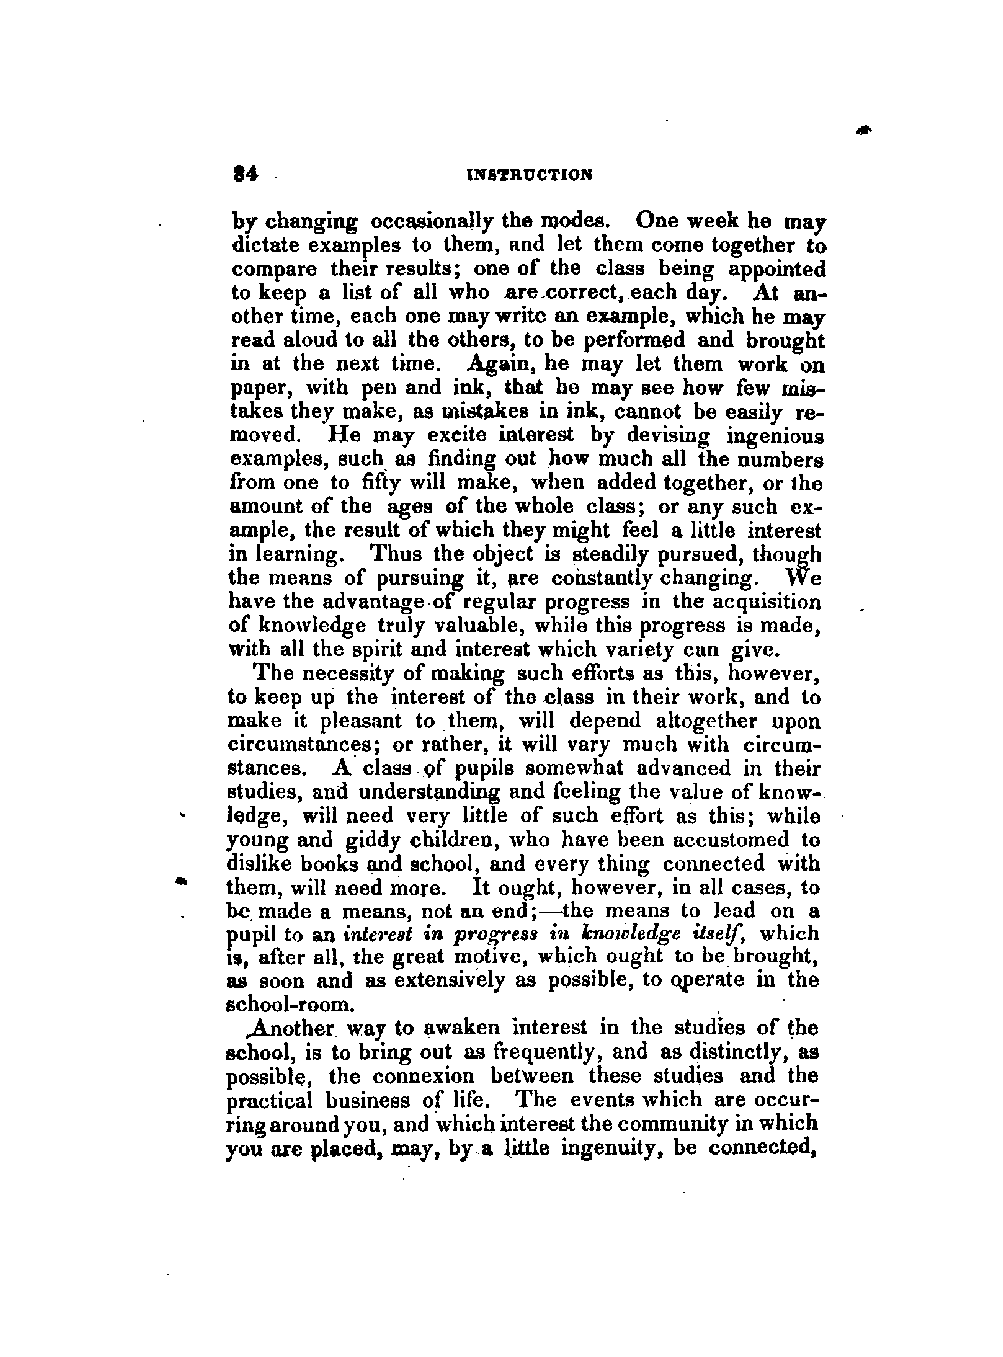 84 INSTRUCTION
by changing occasionally the modes. One week he may
dictate examples to them, and let them come together to
compare their results; one of the class being appointed
to keep a list of all who are correct, each day. At an-
other time, each one may write an example, which he may
read aloud to all the others, to be performed and brought
in at the next time. Again, he may let them work on
paper, with pen and ink, that he may see how few mis-
takes they make, as mistakes in ink, cannot be easily re-
moved. He may excite interest by devising ingenious
examples, such as finding out how much all the numbers
from one to fifty will make, when added together, or the
amount of the ages of the whole class; or any such ex-
ample, the result of which they might feel a little interest
in learning. Thus the object is steadily pursued, though
the means of pursuing it, are constantly changing. We
have the advantage of regular progress in the acquisition
of knowledge truly valuable, while this progress is made,
with all the spirit and interest which variety can give.
The necessity of making such efforts as this, however,
to keep up the interest of the class in their work, and to
make it pleasant to them, will depend altogether upon
circumstances; or rather, it will vary much with circum-
stances. A class of pupils somewhat advanced in their
studies, and understanding and feeling the value of know-
ledge, will need very little of such effort as this; while
young and giddy children, who have been accustomed to
dislike books and school, and every thing connected with
them, will need more. It ought, however, in all cases, to
be made a means, not an end;—the means to lead on a
pupil to an interest in progress in knowledge itself, which
is, after all, the great motive, which ought to be brought,
as soon and as extensively as possible, to operate in the
school-room.
Another way to awaken interest in the studies of the
school, is to bring out as frequently, and as distinctly, as
possible, the connexion between these studies and the
practical business of life. The events which are occur-
ring around you, and which interest the community in which
you are placed, may, by a little ingenuity, be connected,